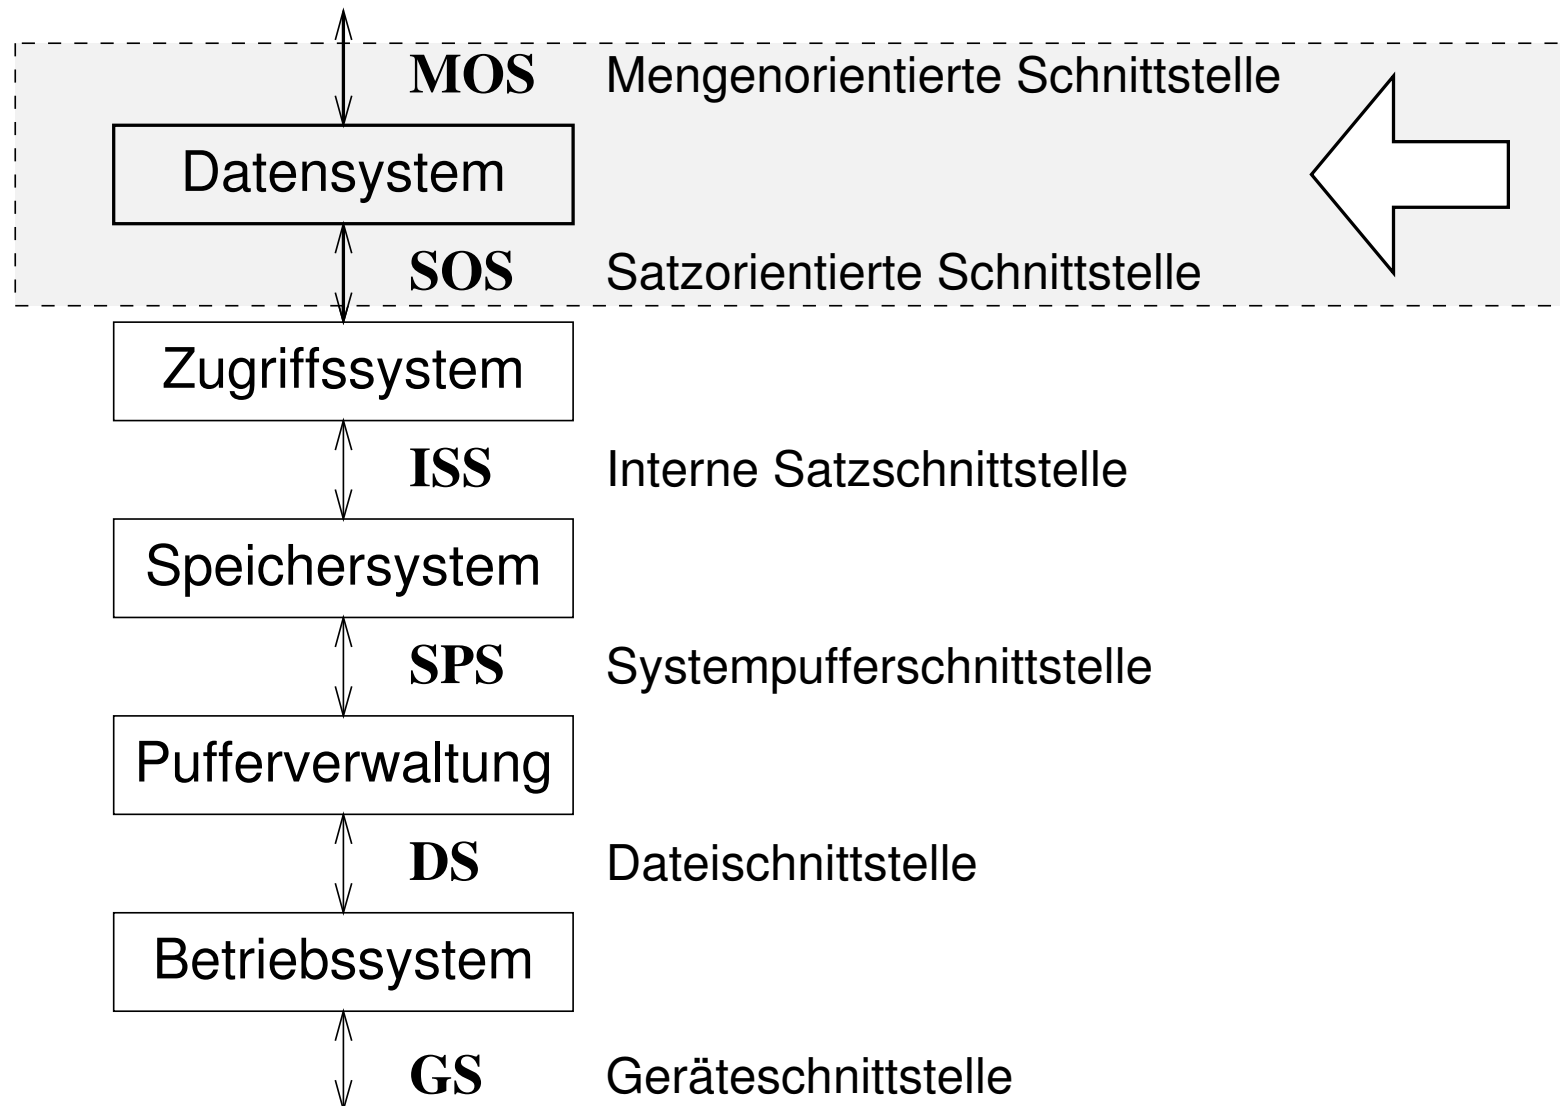 MOS Mengenorientierte Schnittstelle
Datensystem
SOS Satzorientierte Schnittstelle
Zugriffssystem
ISS Interne Satzschnittstelle
Speichersystem
SPS Systempufferschnittstelle
Pufferverwaltung
DS Dateischnittstelle
Betriebssystem
GS Geräteschnittstelle